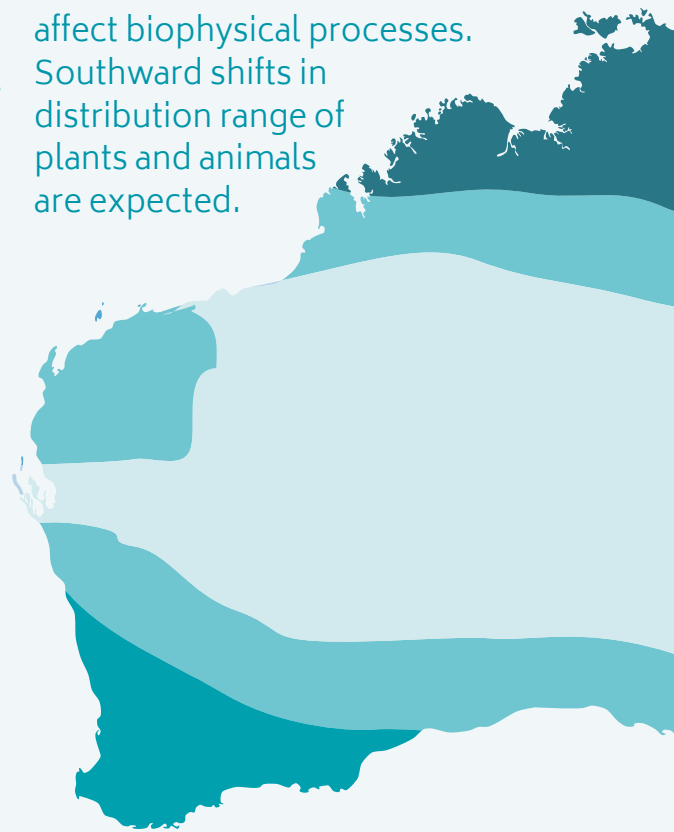 affect biophysical processes.
Southward shifts in
distribution range of
plants and animals
are expected.